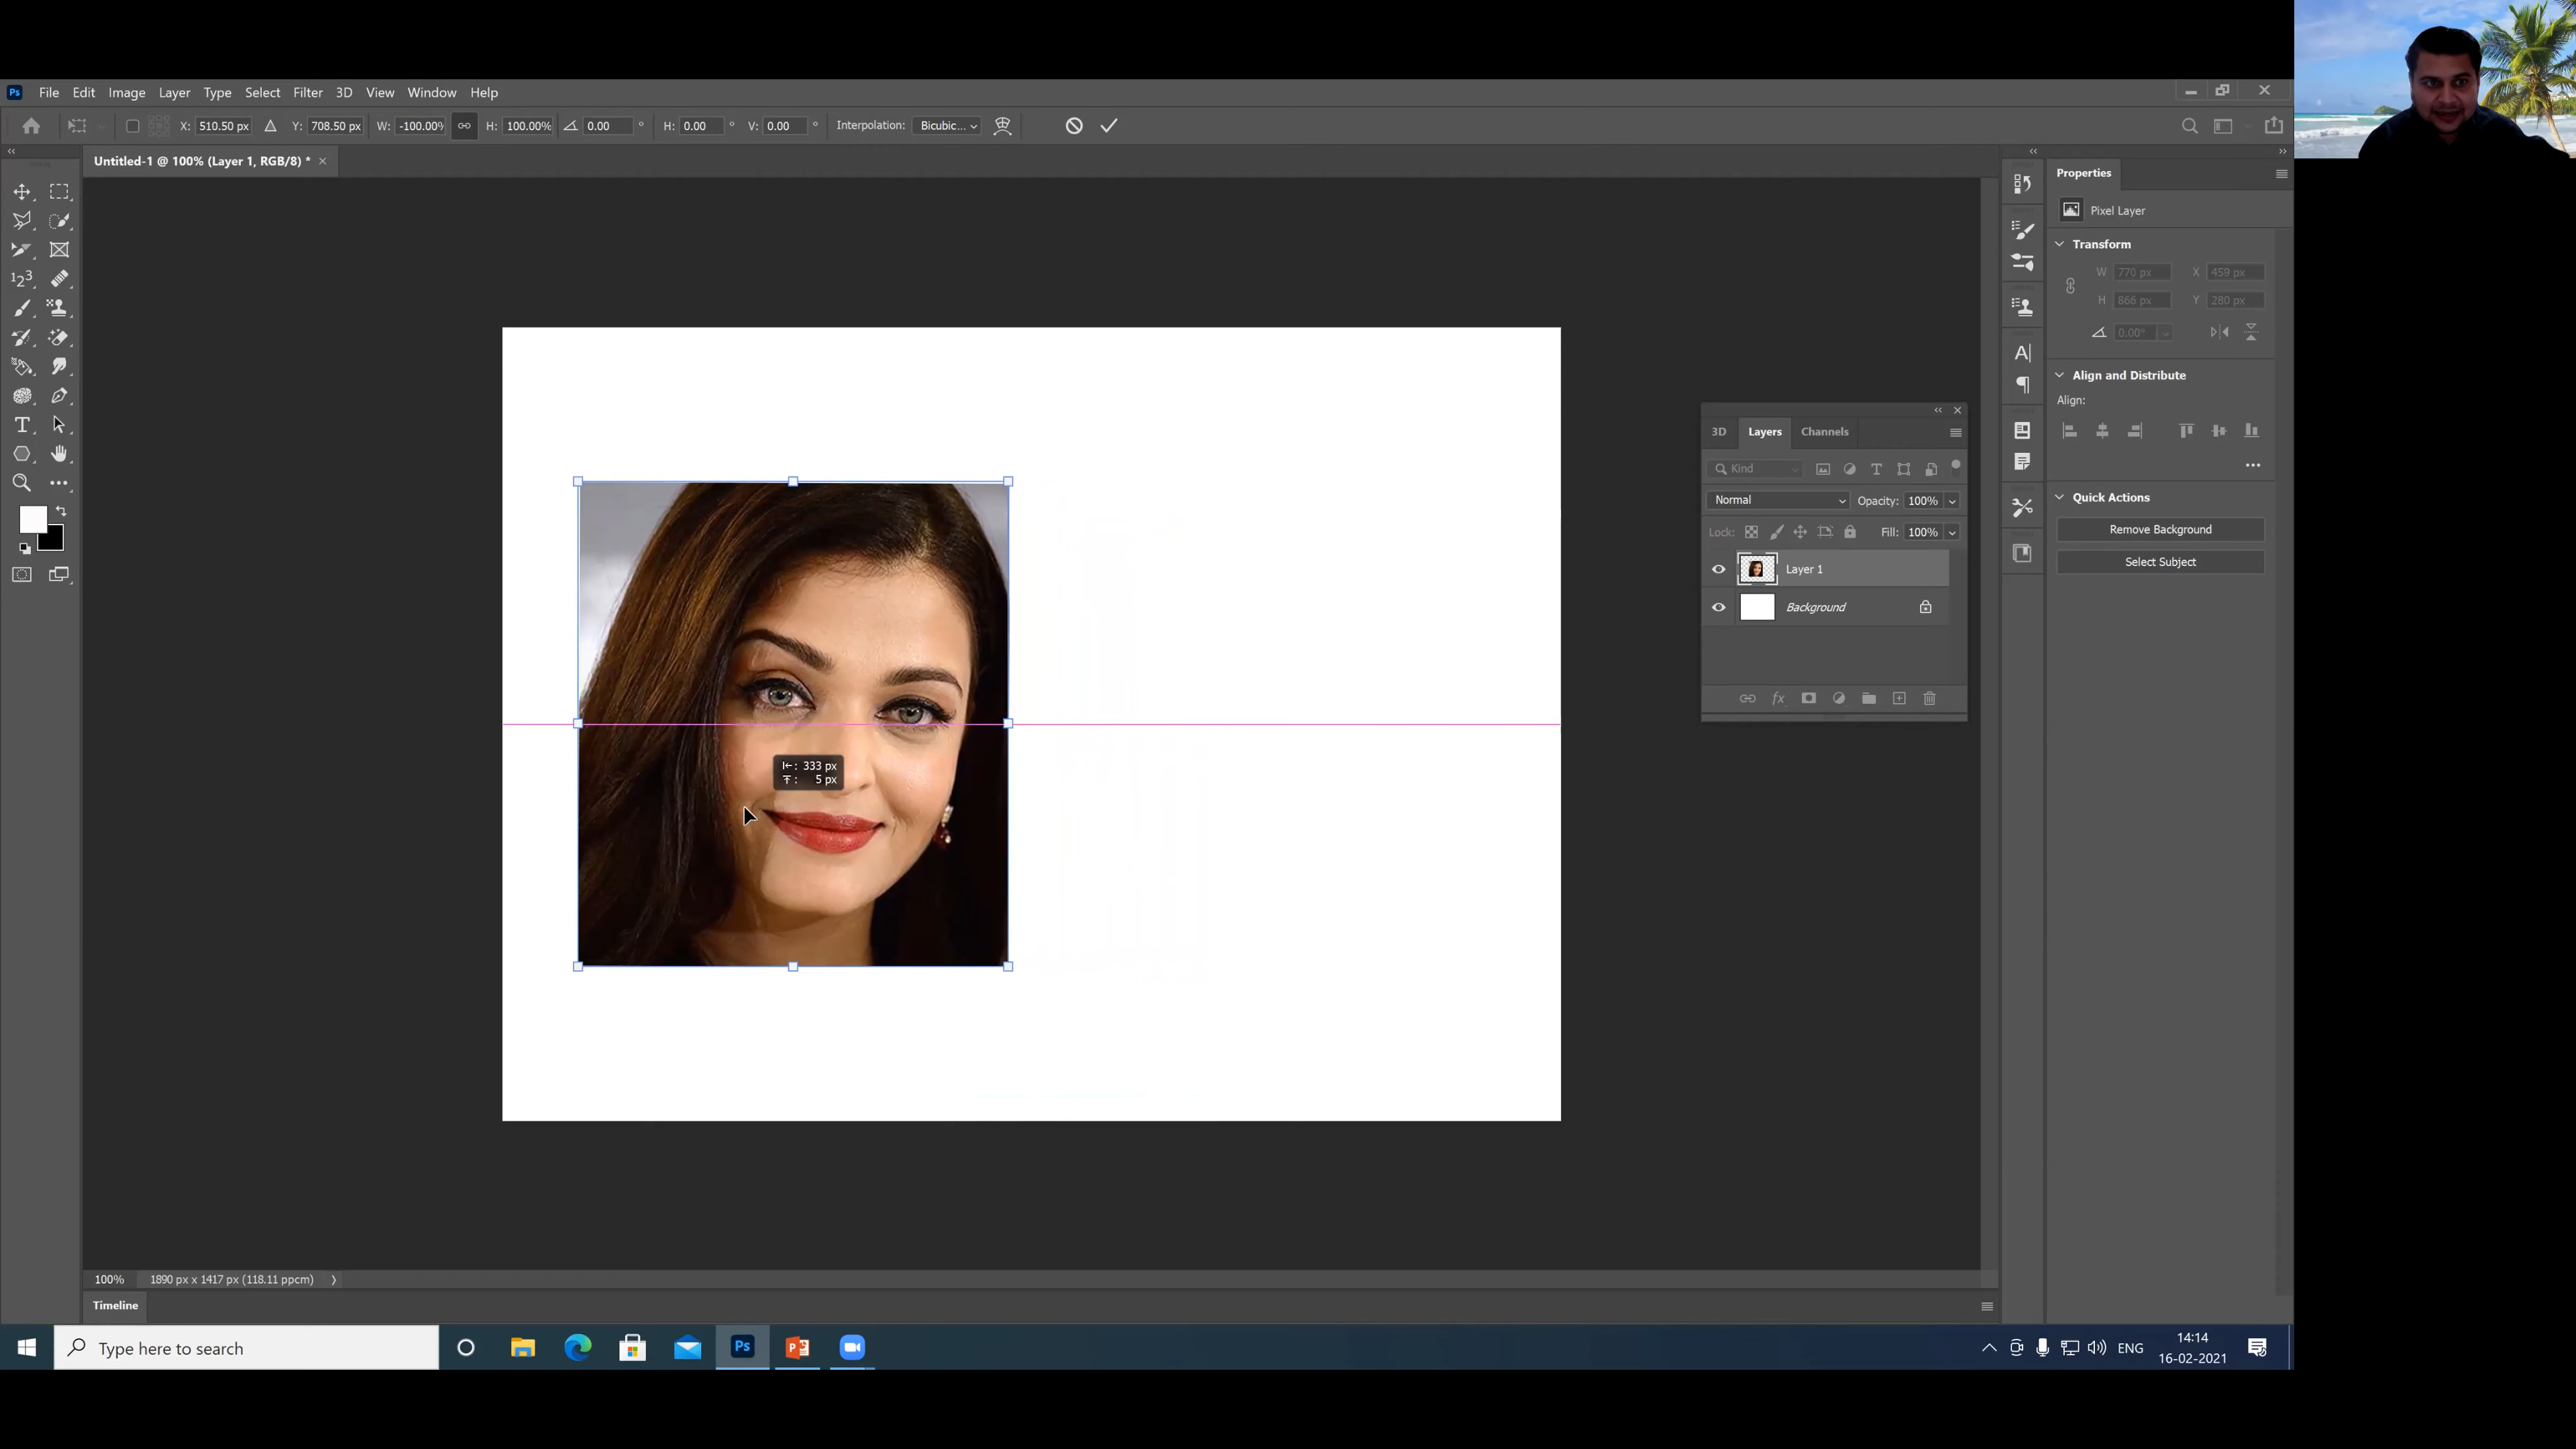 Ps File Edit Image Layer Type Select Filter 3D View Window Help
X: 510.50 px Y: 708.50 px W: -100.00% H: 100.00% 0.00 ° H: 0.00 ° V: 0.00 ° Interpolation: Bicubic...
Untitled-1 @ 100% (Layer 1, RGB/8) * ×
Properties
Pixel Layer
Transform
W 770 px X 459 px
H 866 px Y 280 px
0.00°
Align and Distribute
Align:
3D Layers Channels
Kind
Normal Opacity: 100%
Quick Actions
Lock: Fill: 100%
Remove Background
Select Subject
Layer 1
Background
: 333 px
: 5 px
100% 1890 px x 1417 px (118.11 ppcm)
Timeline
Type here to search
Ps
ENG
14:14
16-02-2021